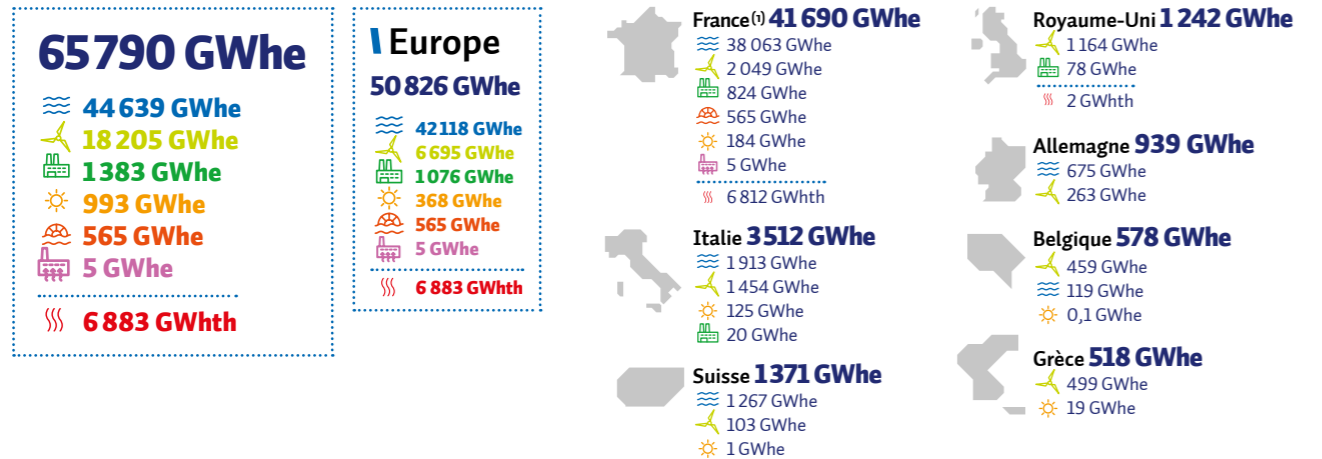 65790 GWhe
44 639 GWhe
18 205 GWhe
1383 GWhe
993 GWhe
565 GWhe
5 GWhe
6 883 GWhth
Europe
50 826 GWhe
42118 GWhe
6 695 GWhe
1 076 GWhe
368 GWhe
565 GWhe
5 GWhe
6 883 GWhth
France (1) 41 690 GWhe
38 063 GWhe
2 049 GWhe
824 GWhe
565 GWhe
184 GWhe
5 GWhe
6 812 GWhth
Italie 3 512 GWhe
1 913 GWhe
1 454 GWhe
125 GWhe
20 GWhe
Suisse 1 371 GWhe
1 267 GWhe
103 GWhe
1 GWhe
Royaume-Uni 1 242 GWhe
1 164 GWhe
78 GWhe
2 GWhth
Allemagne 939 GWhe
675 GWhe
263 GWhe
Belgique 578 GWhe
459 GWhe
119 GWhe
0,1 GWhe
Grèce 518 GWhe
499 GWhe
19 GWhe